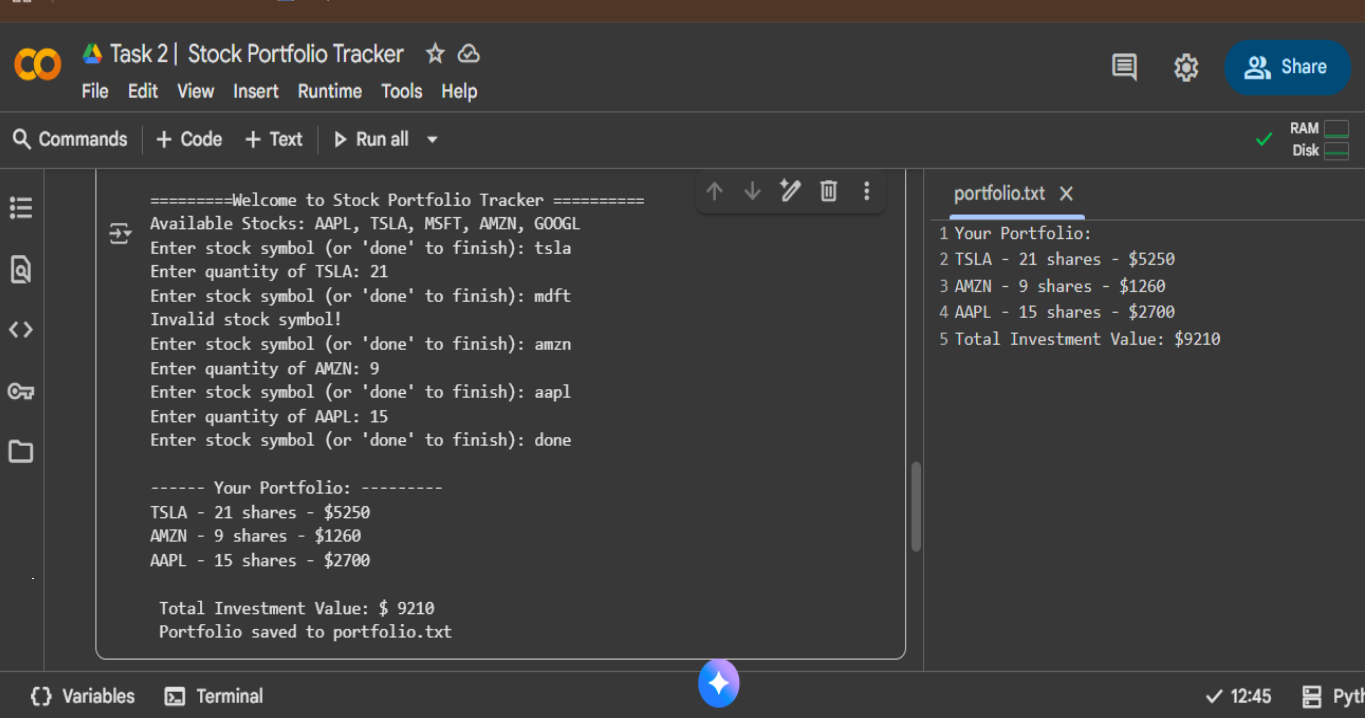 Task 2 | Stock Portfolio Tracker
Share
File Edit View Insert Runtime Tools Help
Commands + Code + Text Run all
RAM
Disk
=========Welcome to Stock Portfolio Tracker ==========
Available Stocks: AAPL, TSLA, MSFT, AMZN, GOOGL
Enter stock symbol (or 'done' to finish): tsla
Enter quantity of TSLA: 21
Enter stock symbol (or 'done' to finish): mdft
Invalid stock symbol!
Enter stock symbol (or 'done' to finish): amzn
Enter quantity of AMZN: 9
Enter stock symbol (or 'done' to finish): aapl
Enter quantity of AAPL: 15
Enter stock symbol (or 'done' to finish): done
------ Your Portfolio: ---------
TSLA - 21 shares - $5250
AMZN - 9 shares - $1260
AAPL - 15 shares - $2700
Total Investment Value: $ 9210
Portfolio saved to portfolio.txt
portfolio.txt
1 Your Portfolio:
2 TSLA - 21 shares - $5250
3 AMZN - 9 shares - $1260
4 AAPL - 15 shares - $2700
5 Total Investment Value: $9210
{} Variables Terminal
12:45 Pyth